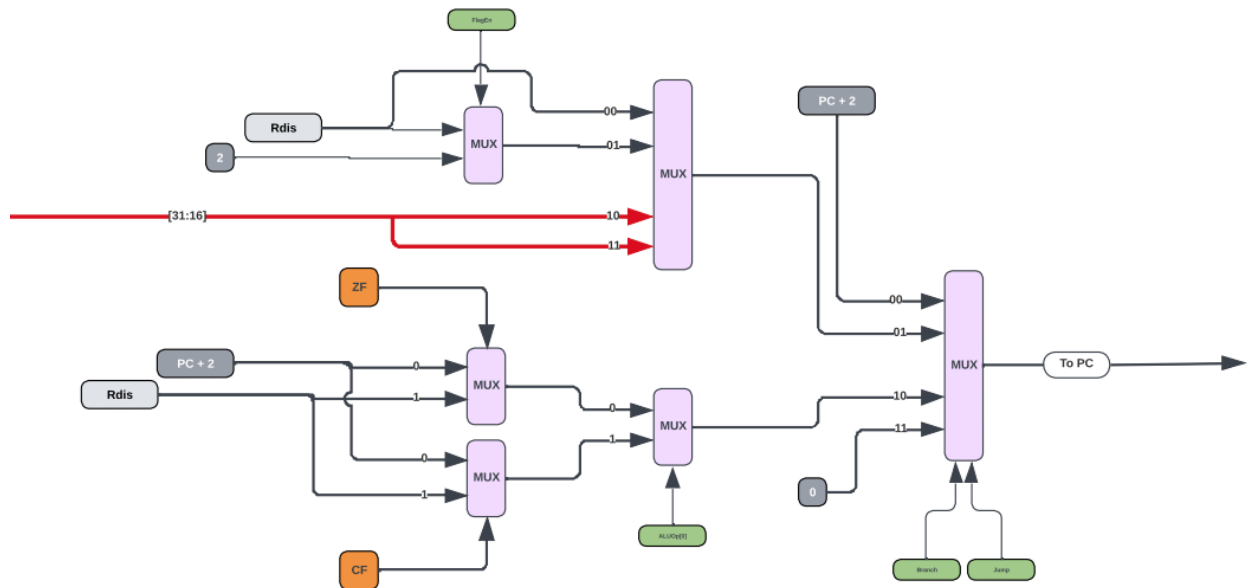 FlagEn
PC + 2
00
Rdis
MUX
01
2
MUX
[31:16]
10
11
ZF
00
01
PC + 2
0
MUX
To PC
Rdis
1
MUX
0
MUX
10
1
11
0
MUX
1
0
ALUOp[0]
CF
Branch
Jump